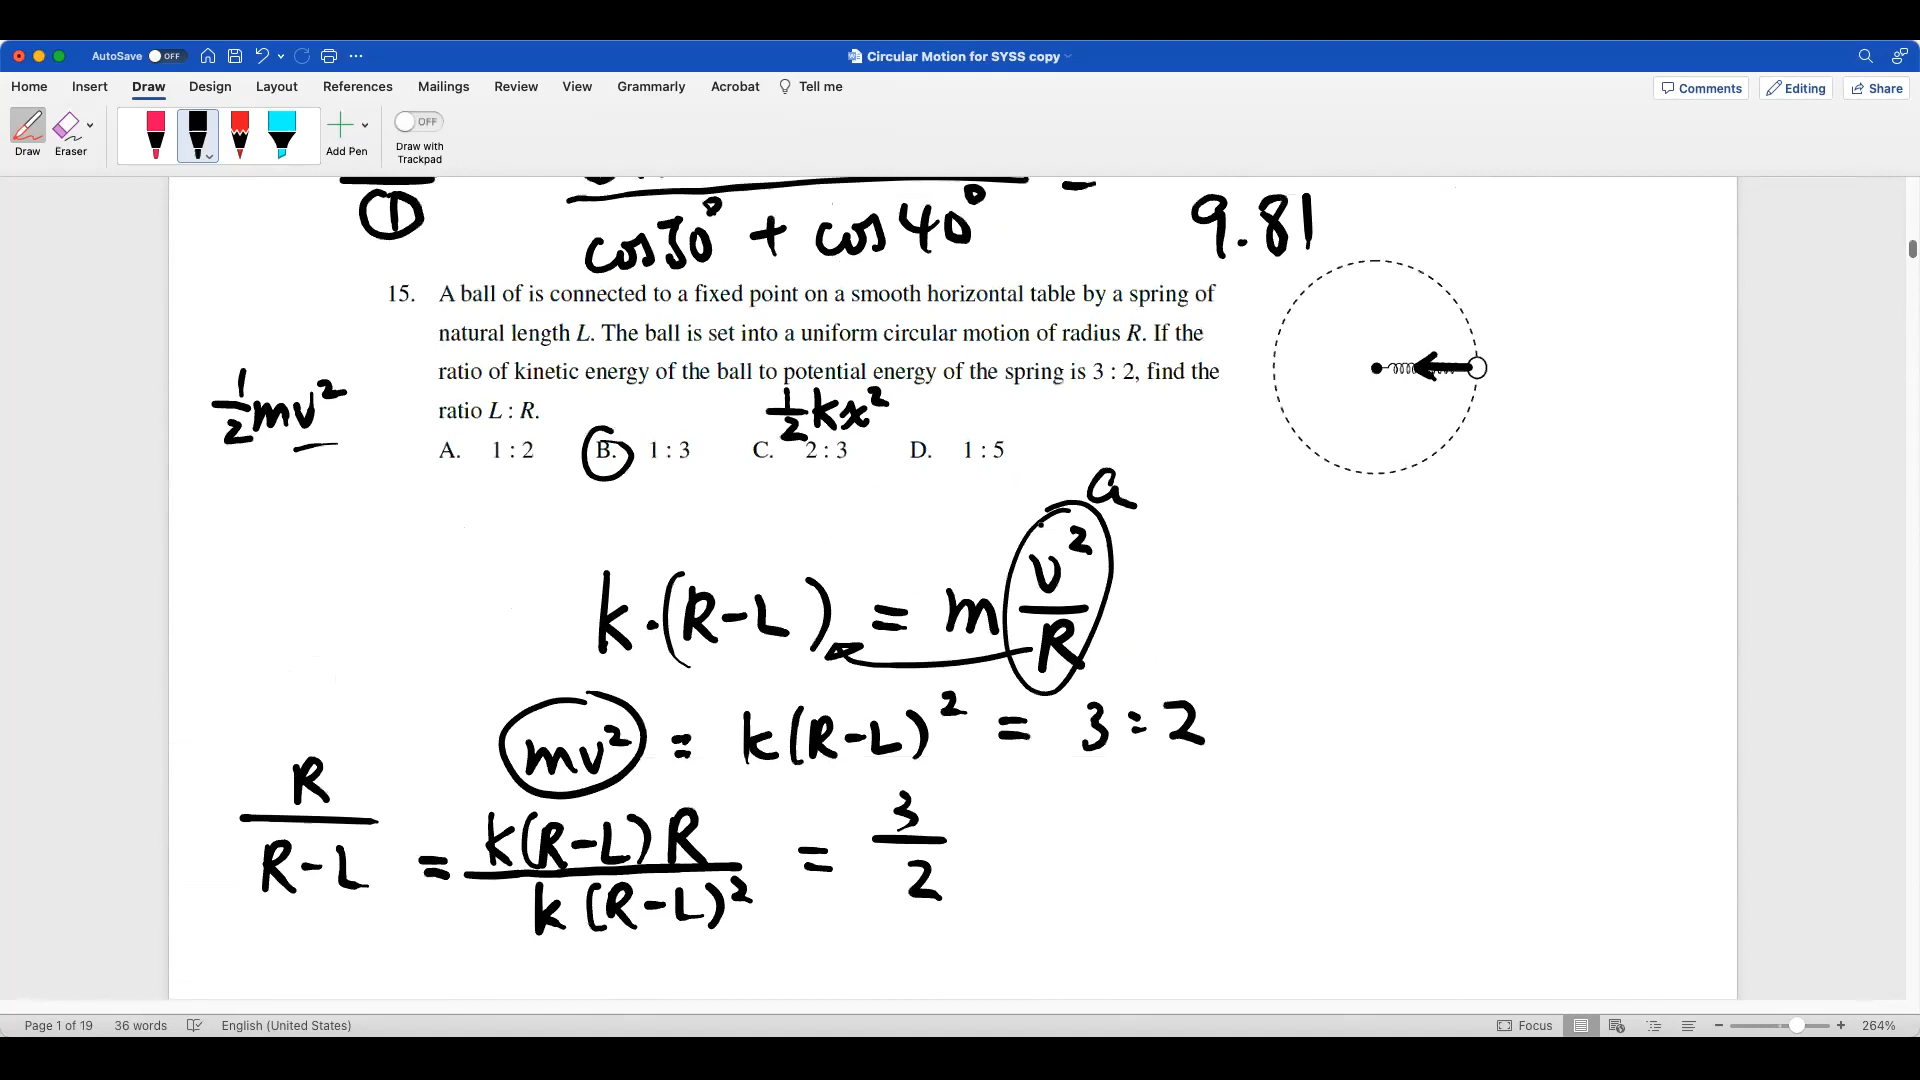 AutoSave OFF
Circular Motion for SYSS copy
Home Insert Draw Design Layout References Mailings Review View Grammarly Acrobat Tell me
Comments Editing Share
Draw Eraser Add Pen OFF Draw with Trackpad
① cos30° + cos40° = 9.81
15. A ball of is connected to a fixed point on a smooth horizontal table by a spring of
natural length L. The ball is set into a uniform circular motion of radius R. If the
ratio of kinetic energy of the ball to potential energy of the spring is 3 : 2, find the
ratio L : R.
½mv²
½kx²
A. 1 : 2 B. 1 : 3 C. 2 : 3 D. 1 : 5
a
k·(R-L) = m v²/R
mv² : k(R-L)² = 3:2
R/(R-L) = k(R-L)R/k(R-L)² = 3/2
Page 1 of 19 36 words English (United States) Focus 264%